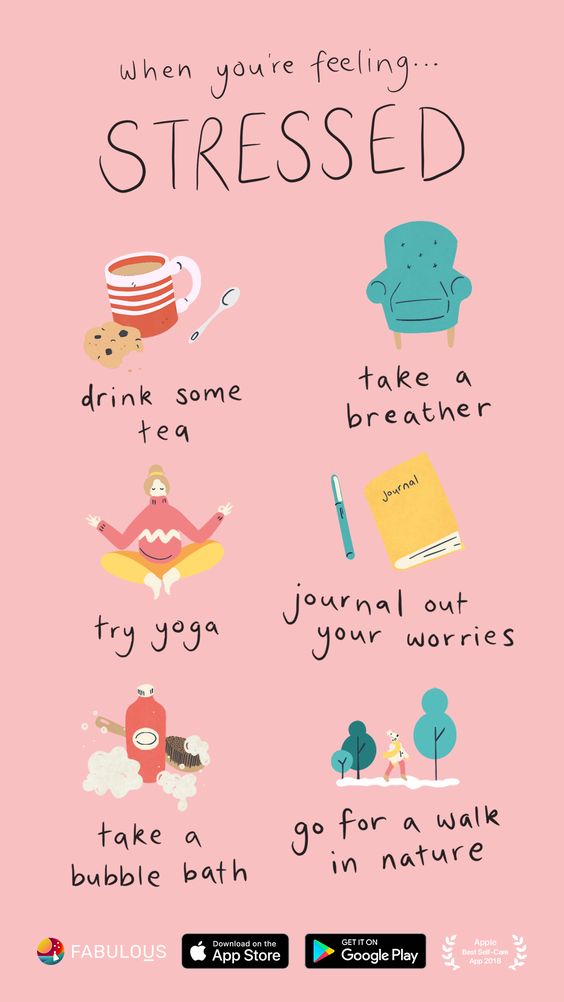 when you're feeling...
STRESSED
drink some
tea
take a
breather
journal
try yoga
journal out
your worries
take a
bubble bath
go for a walk
in nature
FABULOUS
Download on the
App Store
GET IT ON
Google Play
Apple
Best Self-Care
App 2018